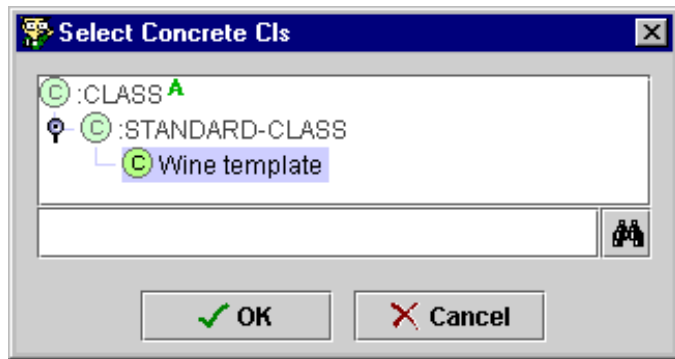 Select Concrete Cls
C :CLASS A
C :STANDARD-CLASS
C Wine template
OK
Cancel